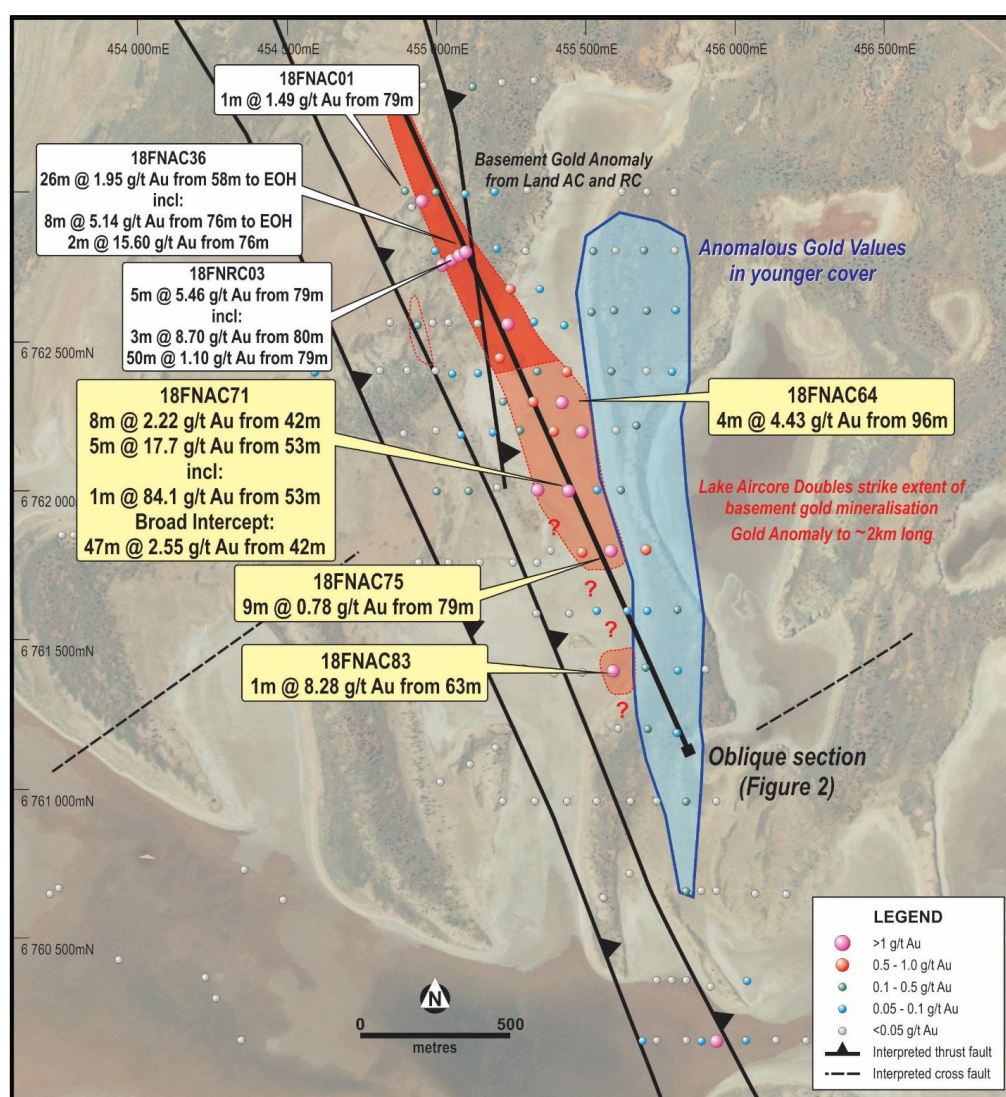 454 000mE
454 500mE
455 000mE
455 500mE
456 000mE
456 500mE
18FNAC01
1m @ 1.49 g/t Au from 79m
18FNAC36
26m @ 1.95 g/t Au from 58m to EOH
incl:
8m @ 5.14 g/t Au from 76m to EOH
2m @ 15.60 g/t Au from 76m
Basement Gold Anomaly
from Land AC and RC
Anomalous Gold Values
in younger cover
18FNRC03
5m @ 5.46 g/t Au from 79m
incl:
3m @ 8.70 g/t Au from 80m
50m @ 1.10 g/t Au from 79m
6 762 500mN
18FNAC71
8m @ 2.22 g/t Au from 42m
5m @ 17.7 g/t Au from 53m
incl:
1m @ 84.1 g/t Au from 53m
Broad Intercept:
47m @ 2.55 g/t Au from 42m
18FNAC64
4m @ 4.43 g/t Au from 96m
6 762 000mN
Lake Aircore Doubles strike extent of
basement gold mineralisation
Gold Anomaly to ~2km long
?
?
18FNAC75
9m @ 0.78 g/t Au from 79m
?
6 761 500mN
18FNAC83
1m @ 8.28 g/t Au from 63m
?
Oblique section
(Figure 2)
6 761 000mN
6 760 500mN
N
0
500
metres
LEGEND
>1 g/t Au
0.5 - 1.0 g/t Au
0.1 - 0.5 g/t Au
0.05 - 0.1 g/t Au
<0.05 g/t Au
Interpreted thrust fault
Interpreted cross fault